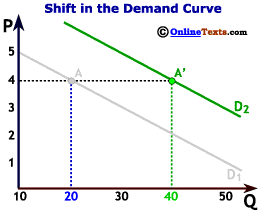 Shift in the Demand Curve
© OnlineTexts.com
P
5
4
3
2
1
A
A'
D2
D1
10 20 30 40 50 Q